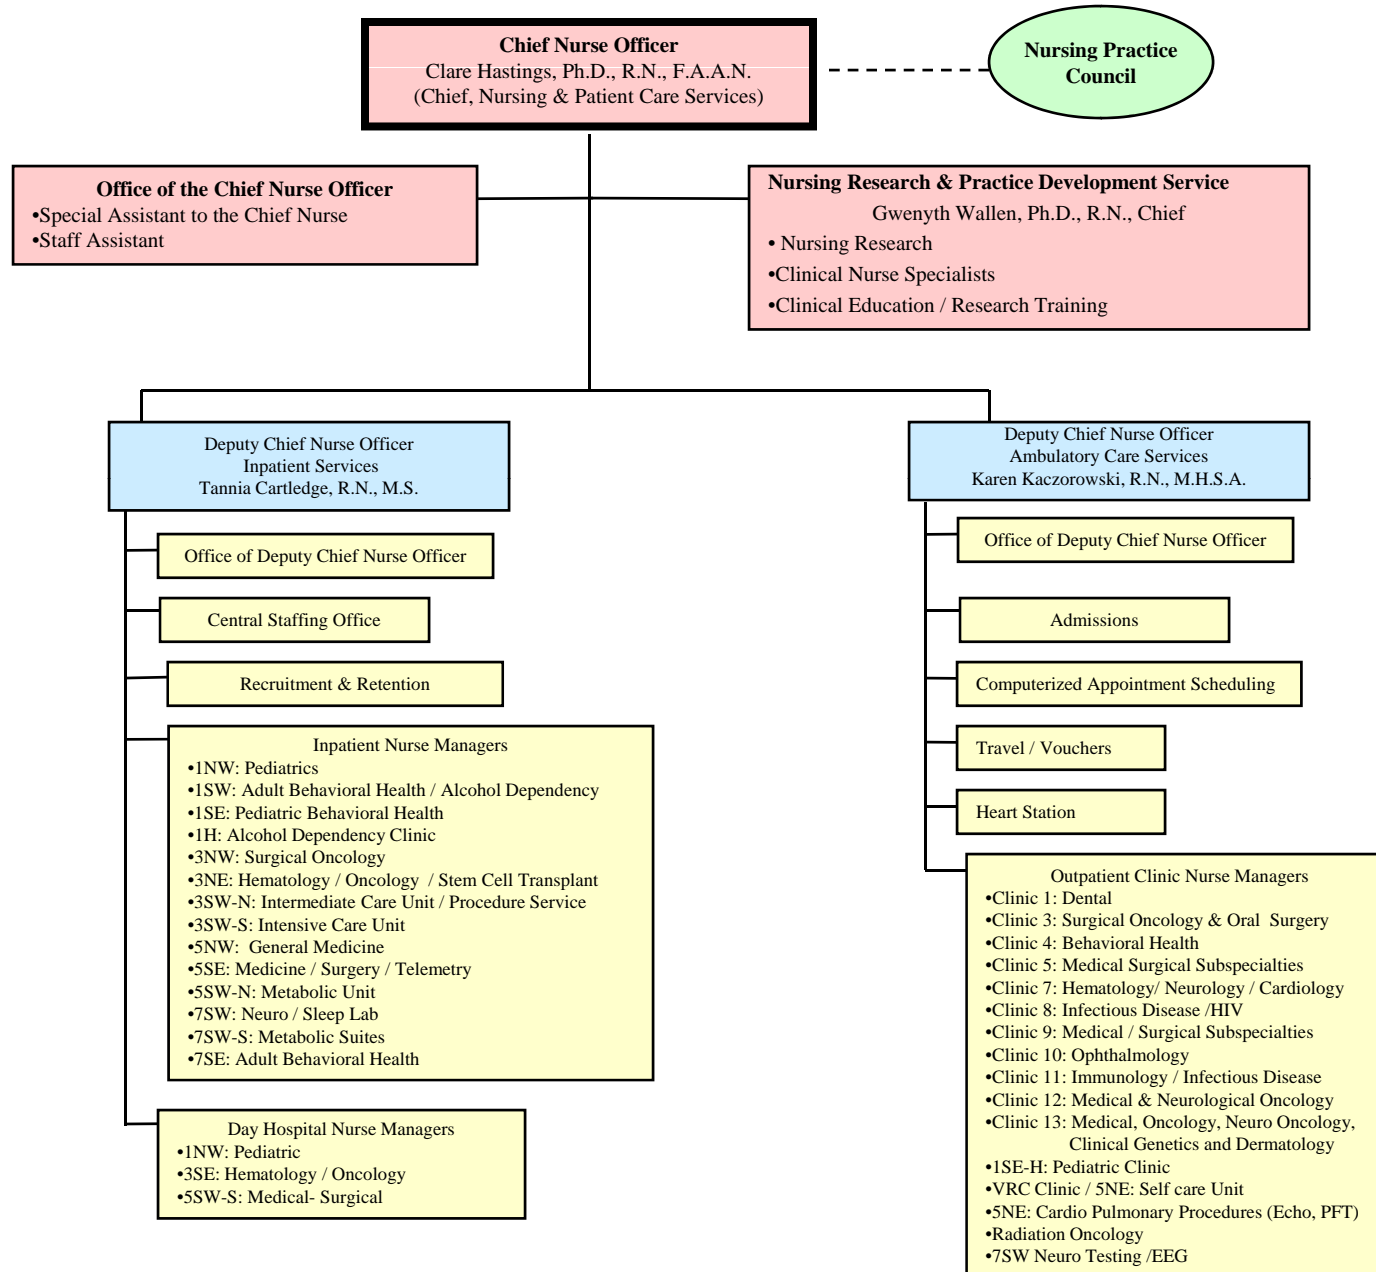 Chief Nurse Officer
Clare Hastings, Ph.D., R.N., F.A.A.N.
(Chief, Nursing & Patient Care Services)
Nursing Practice
Council
Office of the Chief Nurse Officer
•Special Assistant to the Chief Nurse
•Staff Assistant
Nursing Research & Practice Development Service
Gwenyth Wallen, Ph.D., R.N., Chief
• Nursing Research
•Clinical Nurse Specialists
•Clinical Education / Research Training
Deputy Chief Nurse Officer
Inpatient Services
Tannia Cartledge, R.N., M.S.
Office of Deputy Chief Nurse Officer
Central Staffing Office
Recruitment & Retention
Inpatient Nurse Managers
•1NW: Pediatrics
•1SW: Adult Behavioral Health / Alcohol Dependency
•1SE: Pediatric Behavioral Health
•1H: Alcohol Dependency Clinic
•3NW: Surgical Oncology
•3NE: Hematology / Oncology / Stem Cell Transplant
•3SW-N: Intermediate Care Unit / Procedure Service
•3SW-S: Intensive Care Unit
•5NW: General Medicine
•5SE: Medicine / Surgery / Telemetry
•5SW-N: Metabolic Unit
•7SW: Neuro / Sleep Lab
•7SW-S: Metabolic Suites
•7SE: Adult Behavioral Health
Day Hospital Nurse Managers
•1NW: Pediatric
•3SE: Hematology / Oncology
•5SW-S: Medical- Surgical
Deputy Chief Nurse Officer
Ambulatory Care Services
Karen Kaczorowski, R.N., M.H.S.A.
Office of Deputy Chief Nurse Officer
Admissions
Computerized Appointment Scheduling
Travel / Vouchers
Heart Station
Outpatient Clinic Nurse Managers
•Clinic 1: Dental
•Clinic 3: Surgical Oncology & Oral Surgery
•Clinic 4: Behavioral Health
•Clinic 5: Medical Surgical Subspecialties
•Clinic 7: Hematology/ Neurology / Cardiology
•Clinic 8: Infectious Disease /HIV
•Clinic 9: Medical / Surgical Subspecialties
•Clinic 10: Ophthalmology
•Clinic 11: Immunology / Infectious Disease
•Clinic 12: Medical & Neurological Oncology
•Clinic 13: Medical, Oncology, Neuro Oncology,
Clinical Genetics and Dermatology
•1SE-H: Pediatric Clinic
•VRC Clinic / 5NE: Self care Unit
•5NE: Cardio Pulmonary Procedures (Echo, PFT)
•Radiation Oncology
•7SW Neuro Testing /EEG